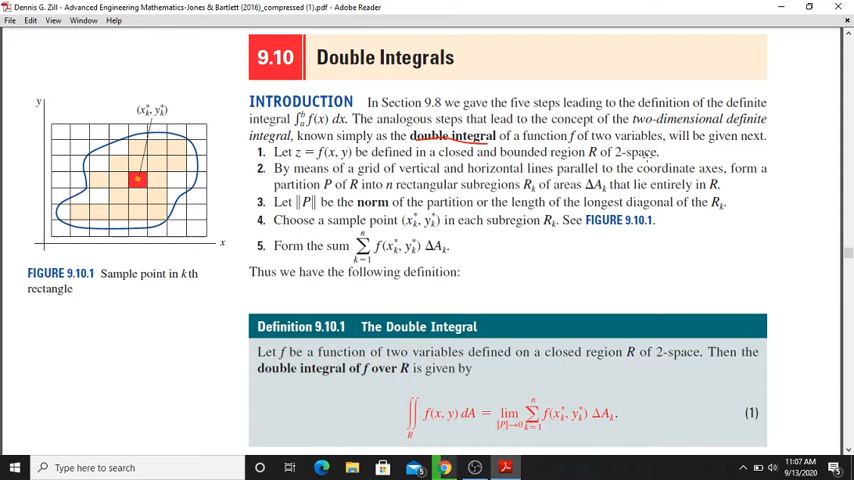 Dennis G. Zill - Advanced Engineering Mathematics-Jones & Bartlett (2016)_compressed (1).pdf - Adobe Reader
File Edit View Window Help
9.10 Double Integrals
INTRODUCTION In Section 9.8 we gave the five steps leading to the definition of the definite
integral ∫ₐᵇ f(x) dx. The analogous steps that lead to the concept of the two-dimensional definite
integral, known simply as the double integral of a function f of two variables, will be given next.
1. Let z = f(x, y) be defined in a closed and bounded region R of 2-space.
2. By means of a grid of vertical and horizontal lines parallel to the coordinate axes, form a
partition P of R into n rectangular subregions Rₖ of areas ΔAₖ that lie entirely in R.
3. Let ‖P‖ be the norm of the partition or the length of the longest diagonal of the Rₖ.
4. Choose a sample point (x*ₖ, y*ₖ) in each subregion Rₖ. See FIGURE 9.10.1.
5. Form the sum ∑ₖ₌₁ⁿ f(x*ₖ, y*ₖ) ΔAₖ.
Thus we have the following definition:
y
(x*ₖ, y*ₖ)
x
FIGURE 9.10.1 Sample point in kth
rectangle
Definition 9.10.1 The Double Integral
Let f be a function of two variables defined on a closed region R of 2-space. Then the
double integral of f over R is given by
∬_R f(x, y) dA = lim_{‖P‖→0} ∑ₖ₌₁ⁿ f(x*ₖ, y*ₖ) ΔAₖ. (1)
Type here to search
5
11:07 AM
9/13/2020
5